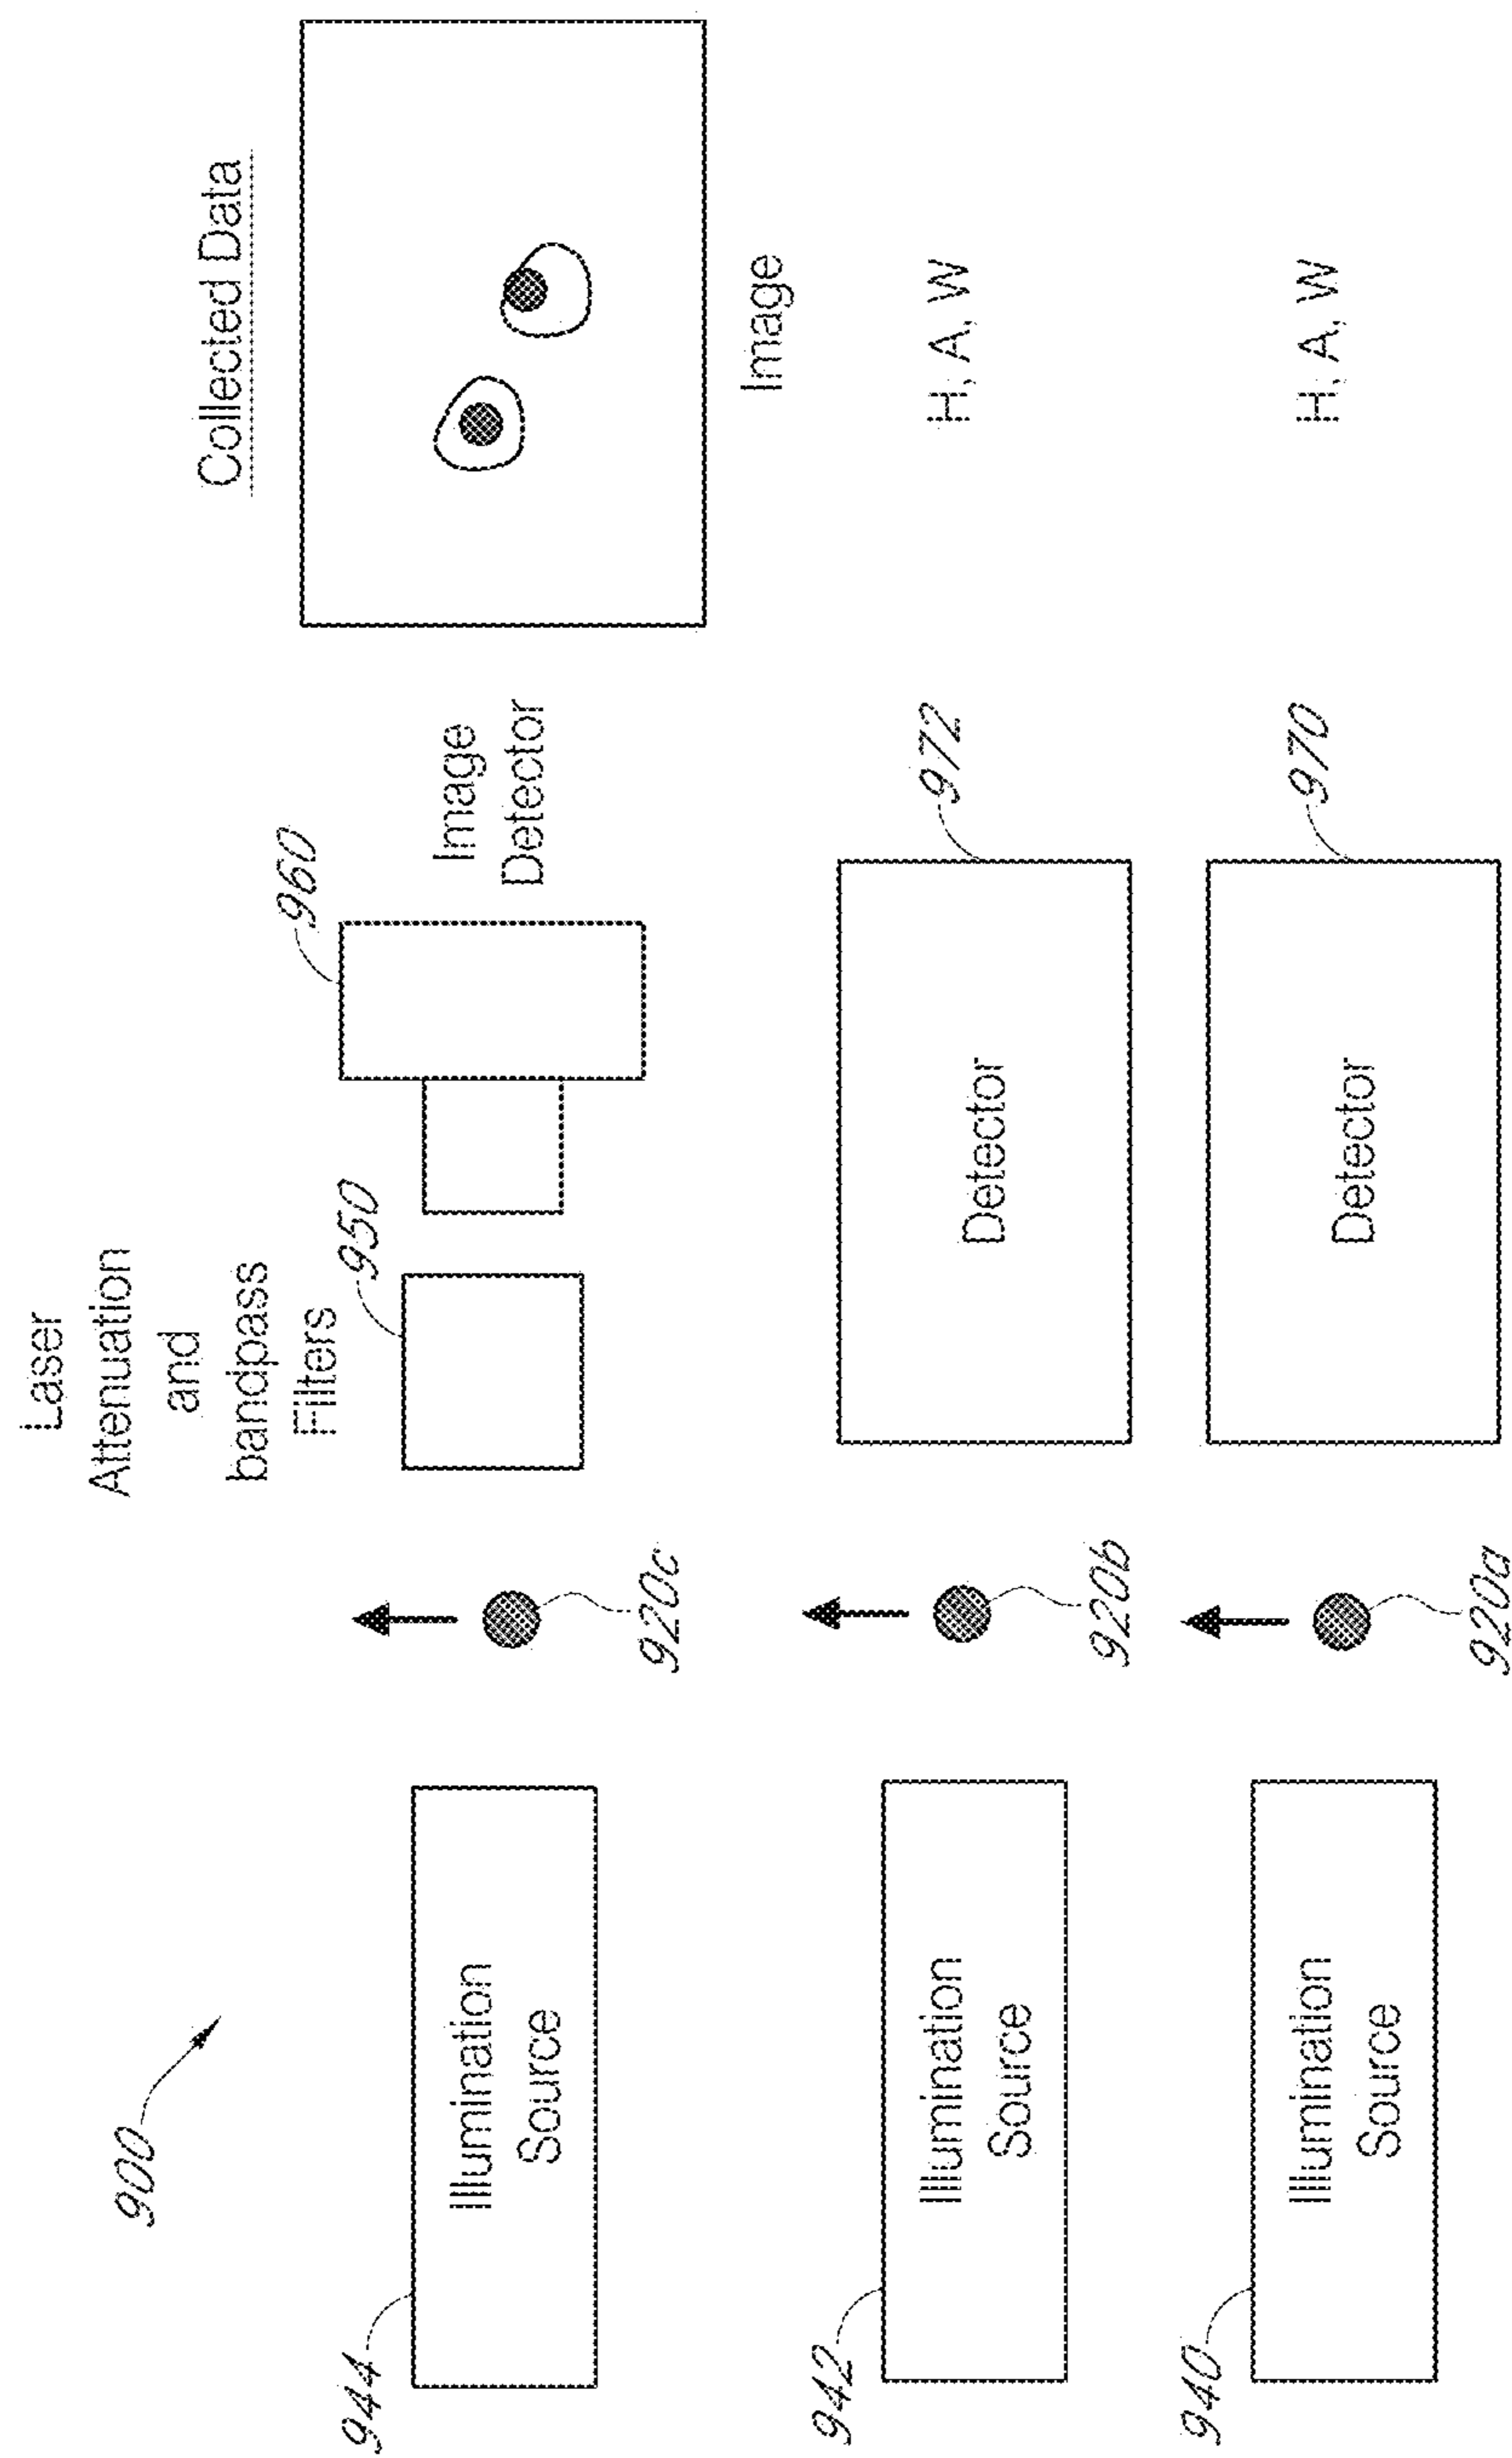 900
Laser
Attenuation
and
bandpass
Filters
Collected Data
944
Illumination
Source
920c
950
960
Image
Detector
Image
942
Illumination
Source
920b
Detector
972
H, A, W
940
Illumination
Source
920a
Detector
970
H, A, W